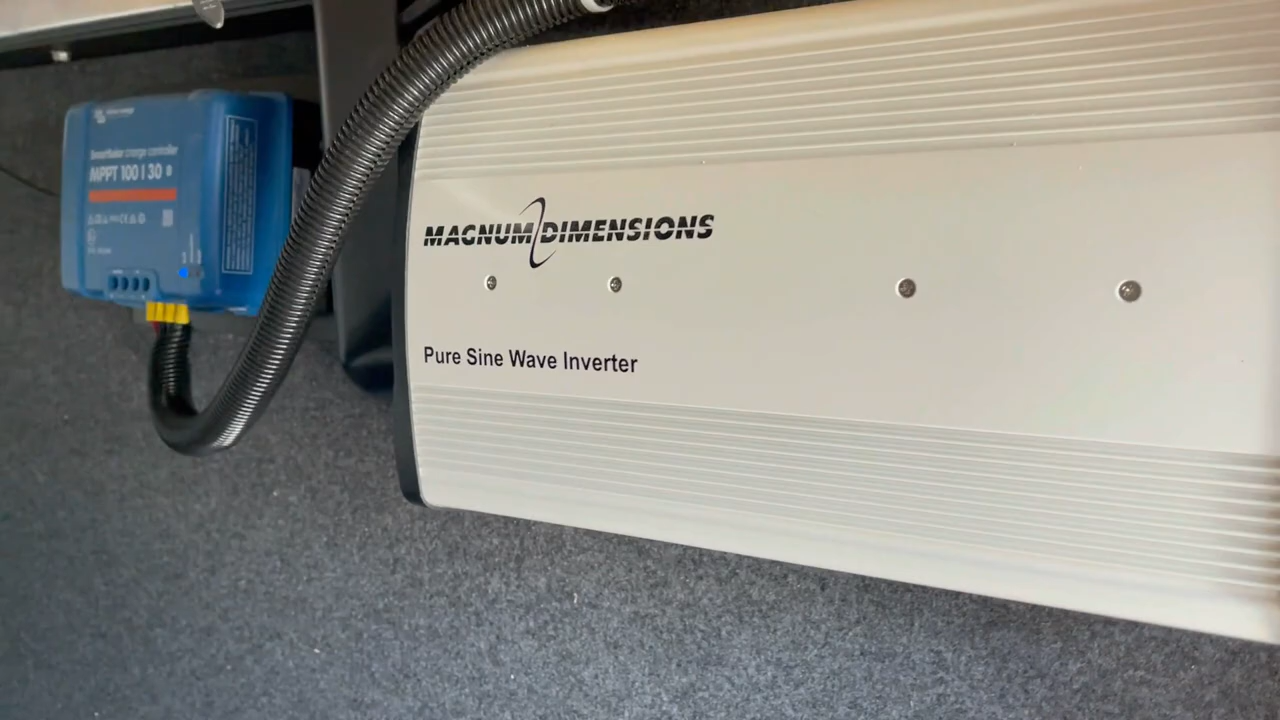 SmartSolar charge controller
MPPT 100 | 30
MAGNUM DIMENSIONS
Pure Sine Wave Inverter